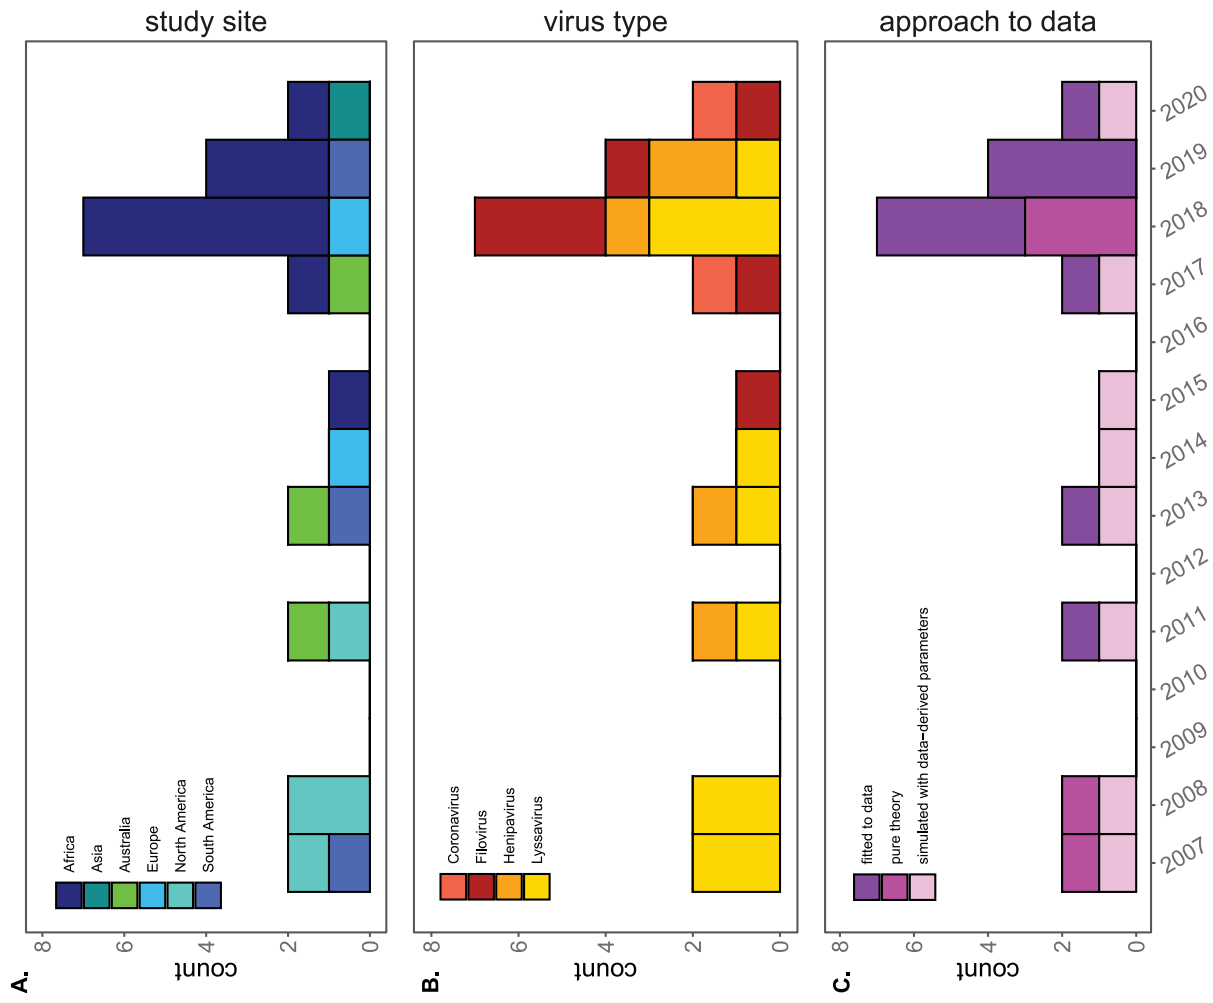 A.
study site
count
8
6
4
2
0
Africa
Asia
Australia
Europe
North America
South America
B.
virus type
count
8
6
4
2
0
Coronavirus
Filovirus
Henipavirus
Lyssavirus
C.
approach to data
count
8
6
4
2
0
fitted to data
pure theory
simulated with data−derived parameters
2007
2008
2009
2010
2011
2012
2013
2014
2015
2016
2017
2018
2019
2020